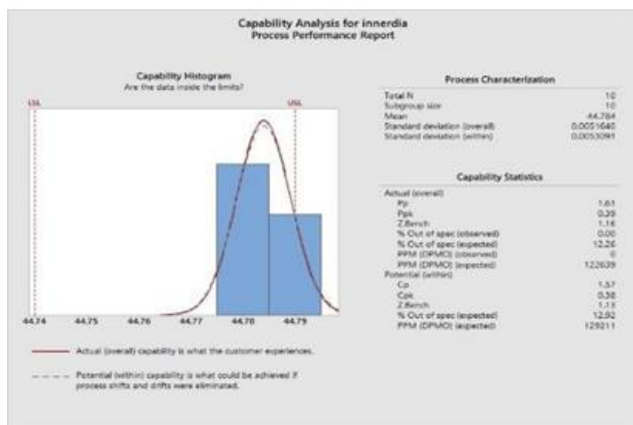 Capability Analysis for innerdia
Process Performance Report
Capability Histogram
Are the data inside the limits?
LSL
USL
44.74 44.75 44.76 44.77 44.78 44.79
Actual (overall) capability is what the customer experiences.
Potential (within) capability is what could be achieved if
process shifts and drifts were eliminated.
Process Characterization
Total N 10
Subgroup size 10
Mean 44.784
Standard deviation (overall) 0.0051640
Standard deviation (within) 0.0053091
Capability Statistics
Actual (overall)
Pp 1.61
Ppk 0.39
Z.Bench 1.16
% Out of spec (observed) 0.00
% Out of spec (expected) 12.26
PPM (DPMO) (observed) 0
PPM (DPMO) (expected) 122639
Potential (within)
Cp 1.57
Cpk 0.38
Z.Bench 1.13
% Out of spec (expected) 12.92
PPM (DPMO) (expected) 129211